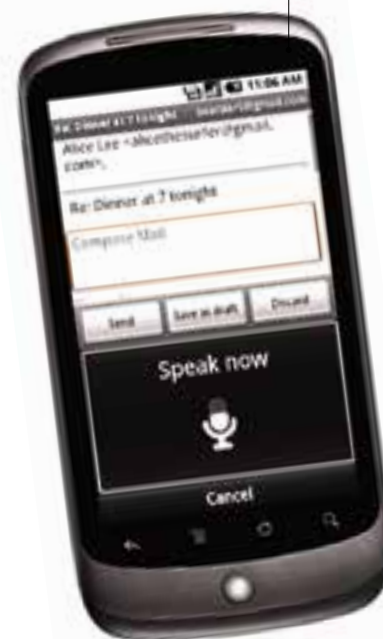 11:06 AM
Re: Dinner at 7 tonight
Alice Lee <alicethesurfer@gmail.
com>,
Re: Dinner at 7 tonight
Compose Mail
Send Save as draft Discard
Speak now
Cancel